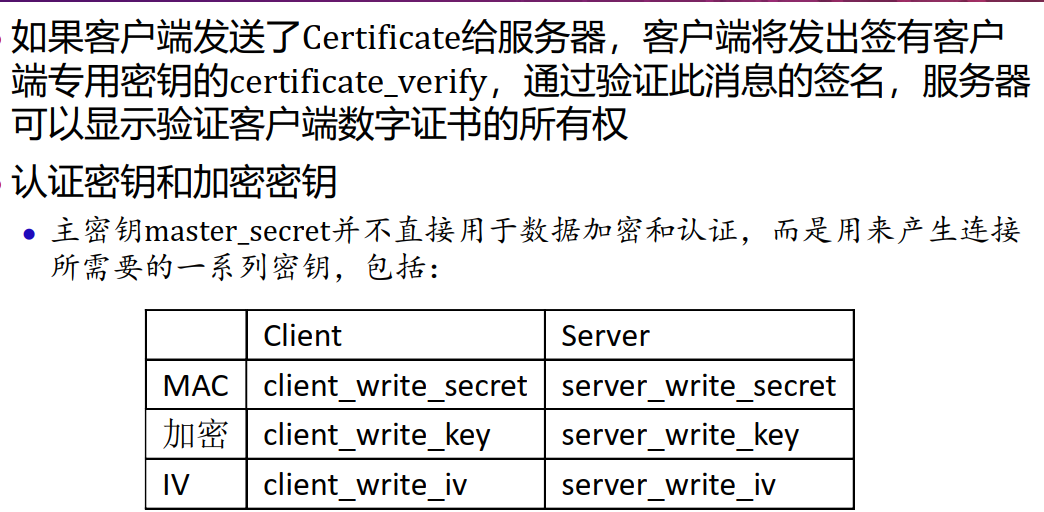 如果客户端发送了Certificate给服务器，客户端将发出签有客户
端专用密钥的certificate_verify，通过验证此消息的签名，服务器
可以显示验证客户端数字证书的所有权
认证密钥和加密密钥
主密钥master_secret并不直接用于数据加密和认证，而是用来产生连接
所需要的一系列密钥，包括：
Client Server
MAC client_write_secret server_write_secret
加密 client_write_key server_write_key
IV client_write_iv server_write_iv